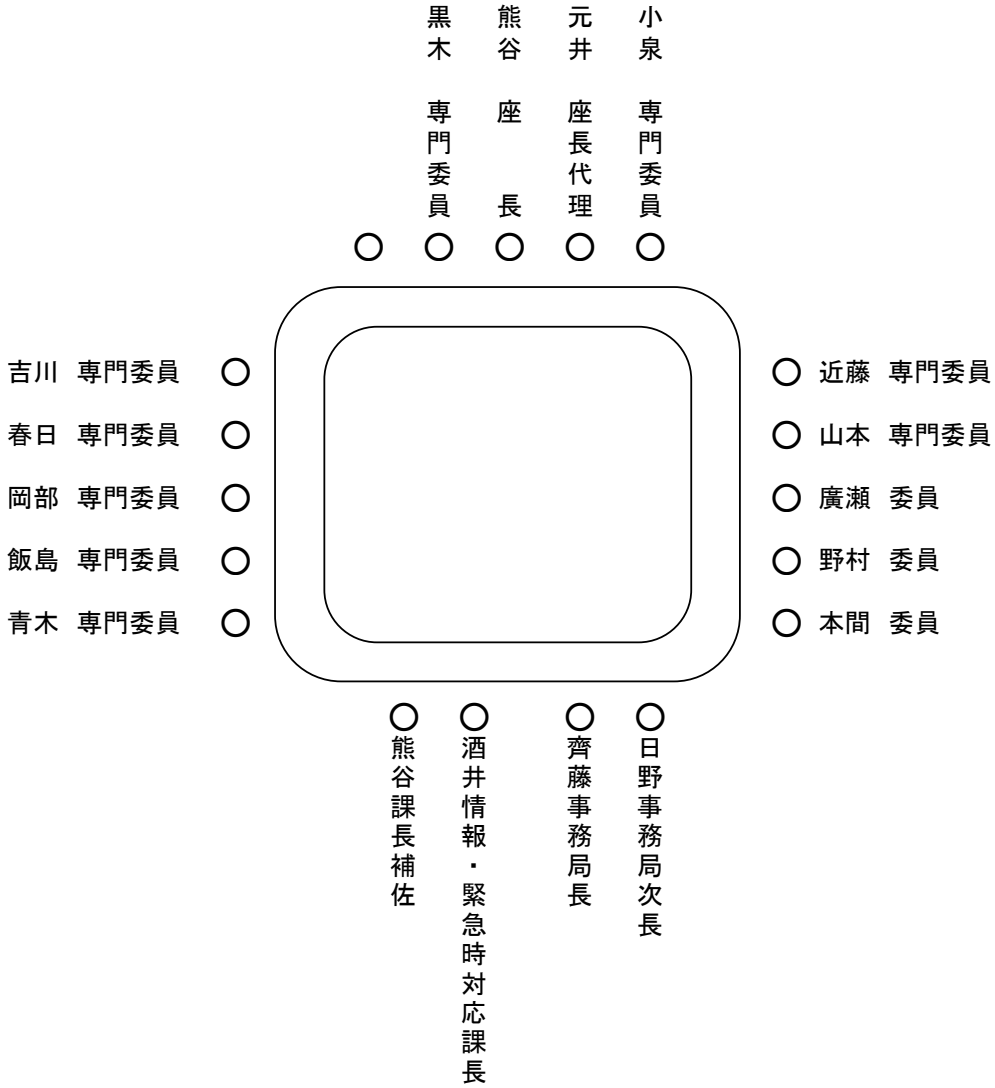 小泉 専門委員
元井 座長代理
熊谷 座 長
黒木 専門委員
吉川 専門委員
春日 専門委員
岡部 専門委員
飯島 専門委員
青木 専門委員
近藤 専門委員
山本 専門委員
廣瀬 委員
野村 委員
本間 委員
日野事務局次長
齊藤事務局長
酒井情報・緊急時対応課長
熊谷課長補佐